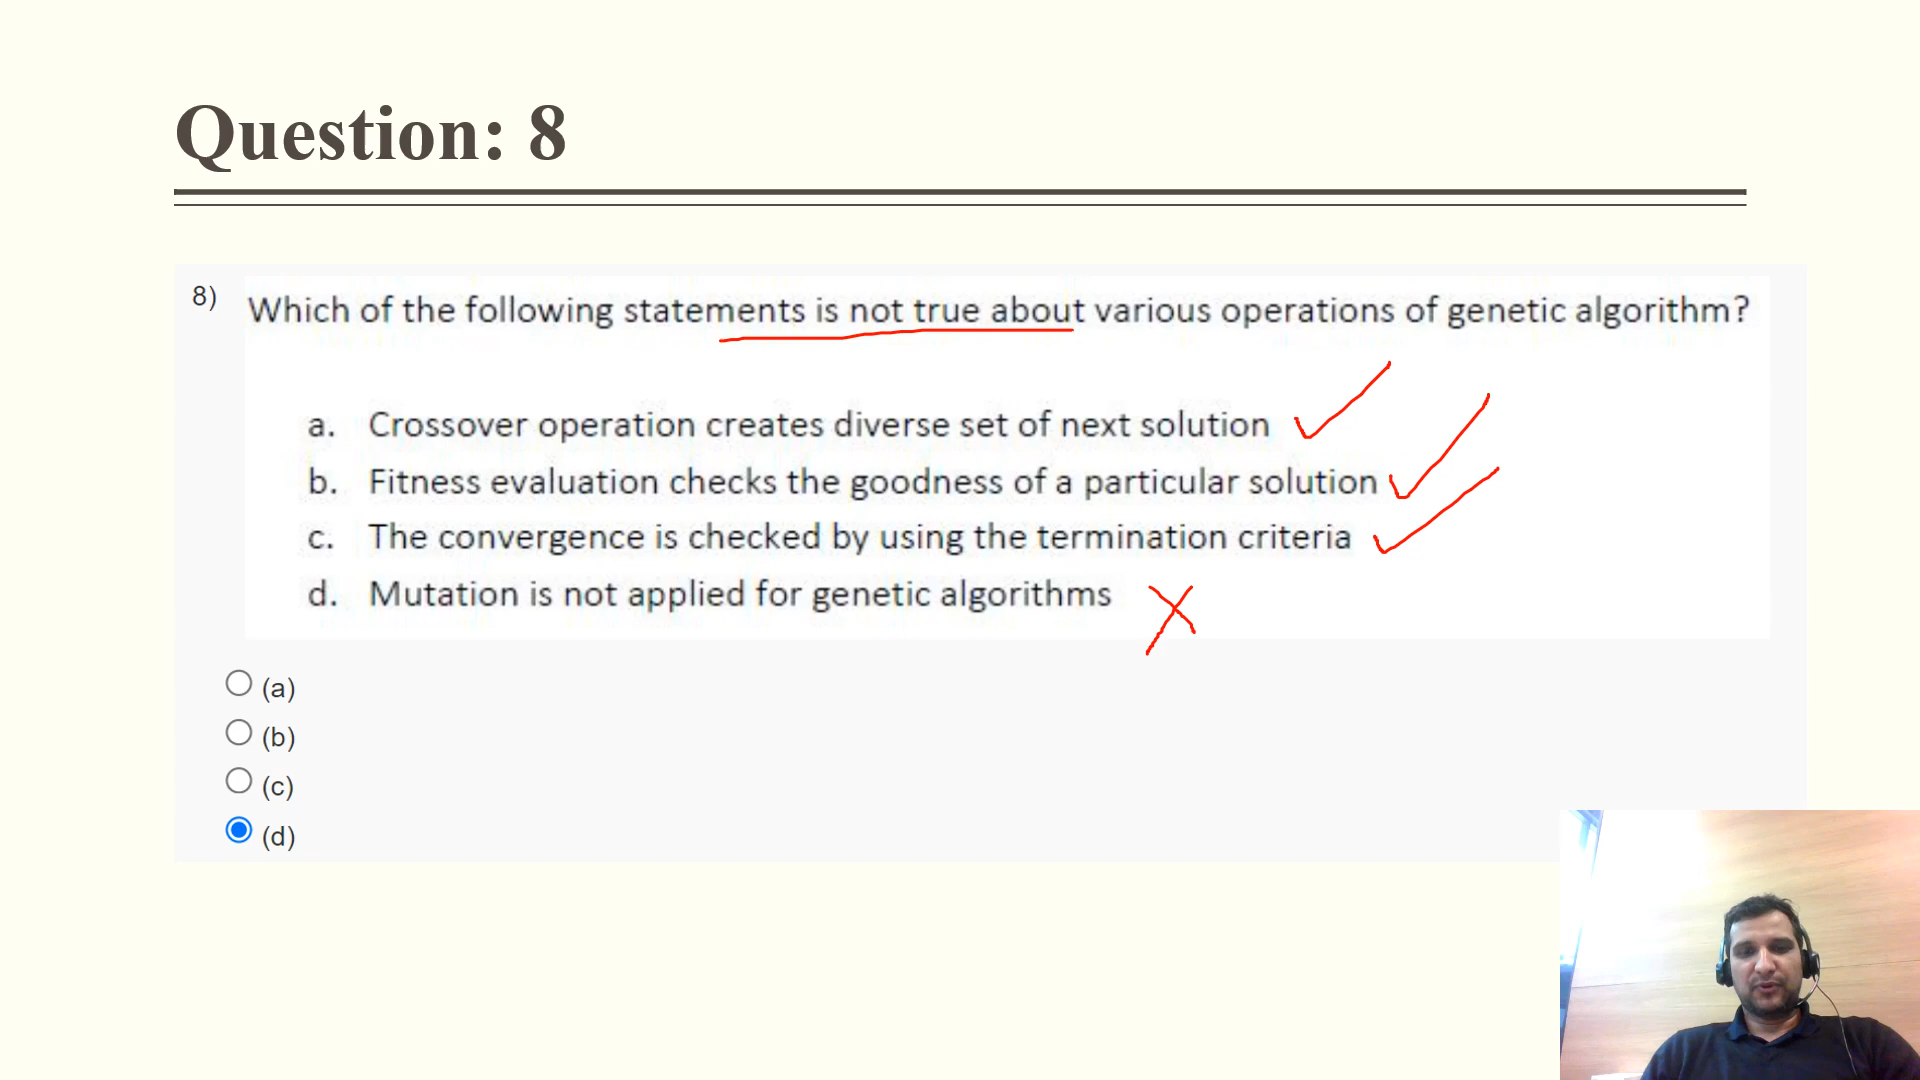 Question: 8
8) Which of the following statements is not true about various operations of genetic algorithm?
a. Crossover operation creates diverse set of next solution
b. Fitness evaluation checks the goodness of a particular solution
c. The convergence is checked by using the termination criteria
d. Mutation is not applied for genetic algorithms
(a)
(b)
(c)
(d)